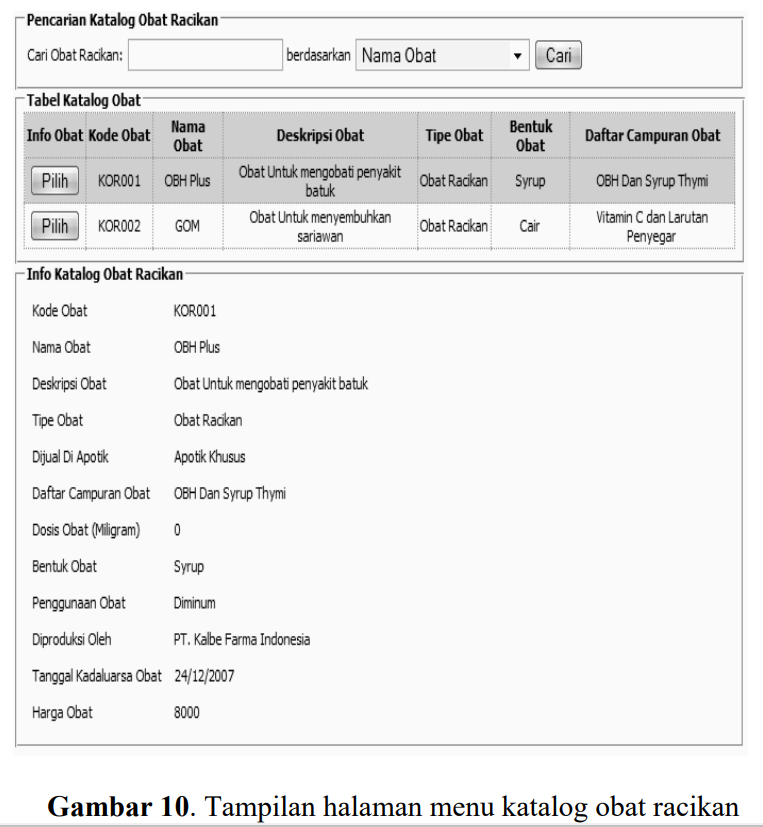 Pencarian Katalog Obat Racikan
Cari Obat Racikan: berdasarkan Nama Obat Cari
Tabel Katalog Obat
Info Obat Kode Obat Nama Obat Deskripsi Obat Tipe Obat Bentuk Obat Daftar Campuran Obat
Pilih KOR001 OBH Plus Obat Untuk mengobati penyakit batuk Obat Racikan Syrup OBH Dan Syrup Thymi
Pilih KOR002 GOM Obat Untuk menyembuhkan sariawan Obat Racikan Cair Vitamin C dan Larutan Penyegar
Info Katalog Obat Racikan
Kode Obat KOR001
Nama Obat OBH Plus
Deskripsi Obat Obat Untuk mengobati penyakit batuk
Tipe Obat Obat Racikan
Dijual Di Apotik Apotik Khusus
Daftar Campuran Obat OBH Dan Syrup Thymi
Dosis Obat (Miligram) 0
Bentuk Obat Syrup
Penggunaan Obat Diminum
Diproduksi Oleh PT. Kalbe Farma Indonesia
Tanggal Kadaluarsa Obat 24/12/2007
Harga Obat 8000
Gambar 10. Tampilan halaman menu katalog obat racikan